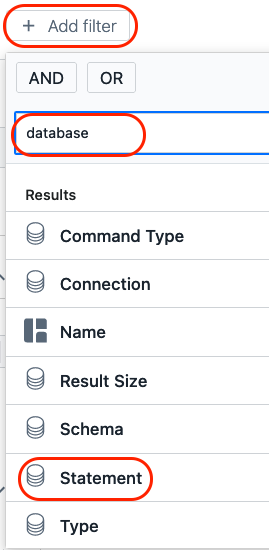 + Add filter
AND OR
database
Results
Command Type
Connection
Name
Result Size
Schema
Statement
Type